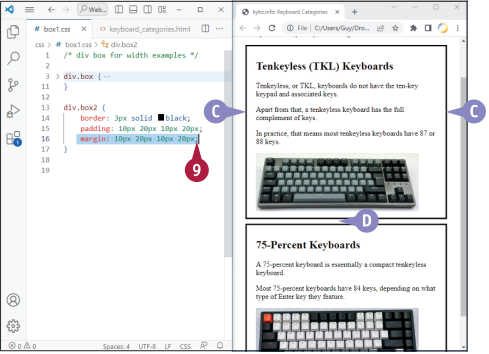 Web...
# box1.css ×
<> keyboard_categories.html
css > # box1.css > div.box2
1 /* div box for width examples */
2
3 > div.box { ...
11
12
13 div.box2 {
14 border: 3px solid black;
15 padding: 10px 20px 10px 20px;
16 margin: 10px 20px 10px 20px;
17 }
18
19
9
0 0
Spaces: 4 UTF-8 LF CSS
kybz.info: Keyboard Categories ×
File | C:/Users/Guy/Dro...
Tenkeyless (TKL) Keyboards
Tenkeyless, or TKL, keyboards do not have the ten-key
keypad and associated keys.
Apart from that, a tenkeyless keyboard has the full
complement of keys.
In practice, that means most tenkeyless keyboards have 87 or
88 keys.
C
C
D
75-Percent Keyboards
A 75-percent keyboard is essentially a compact tenkeyless
keyboard.
Most 75-percent keyboards have 84 keys, depending on what
type of Enter key they feature.